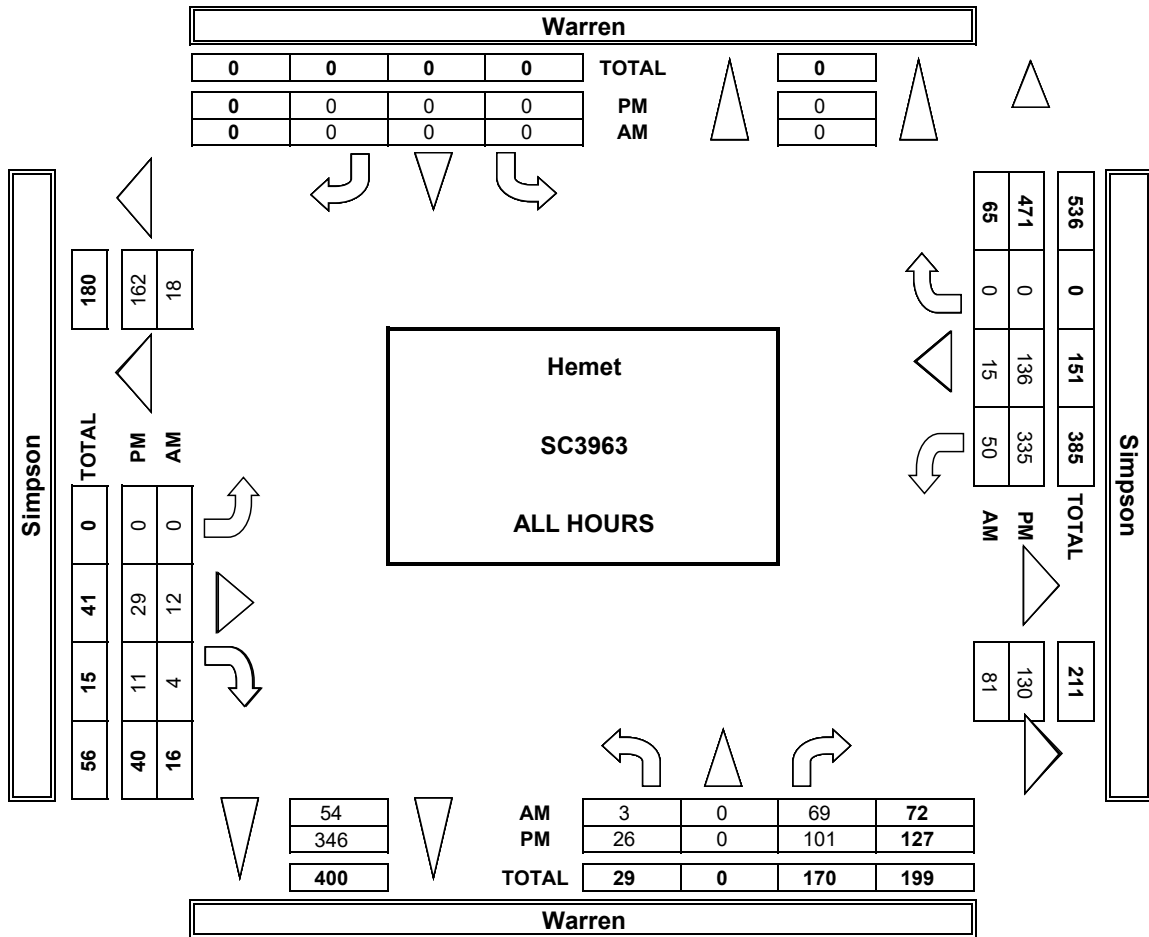 Warren
0 0 0 0 TOTAL 0
0 0 0 0 PM 0
0 0 0 0 AM 0
Simpson
180
162
18
TOTAL
PM
AM
0 41 15 56
0 29 11 40
0 12 4 16
Hemet
SC3963
ALL HOURS
536 0 151 385 TOTAL
471 0 136 335 PM
65 0 15 50 AM
211
130
81
Simpson
54 AM 3 0 69 72
346 PM 26 0 101 127
400 TOTAL 29 0 170 199
Warren